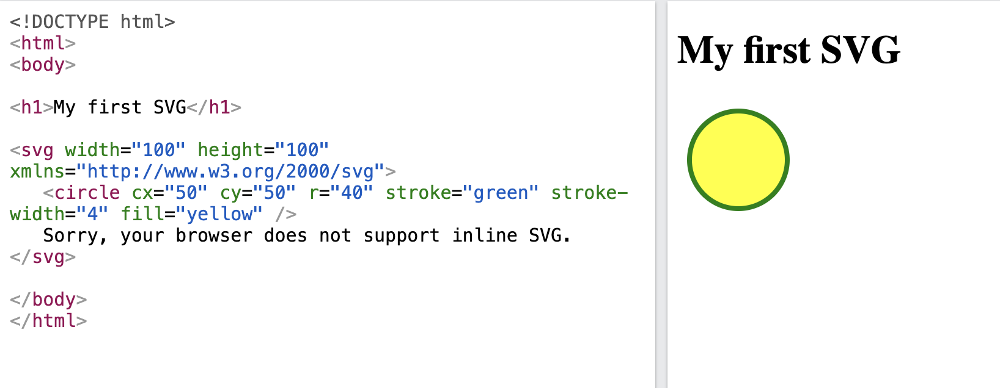 <!DOCTYPE html>
<html>
<body>
<h1>My first SVG</h1>
<svg width="100" height="100"
xmlns="http://www.w3.org/2000/svg">
<circle cx="50" cy="50" r="40" stroke="green" stroke-
width="4" fill="yellow" />
Sorry, your browser does not support inline SVG.
</svg>
</body>
</html>
My first SVG